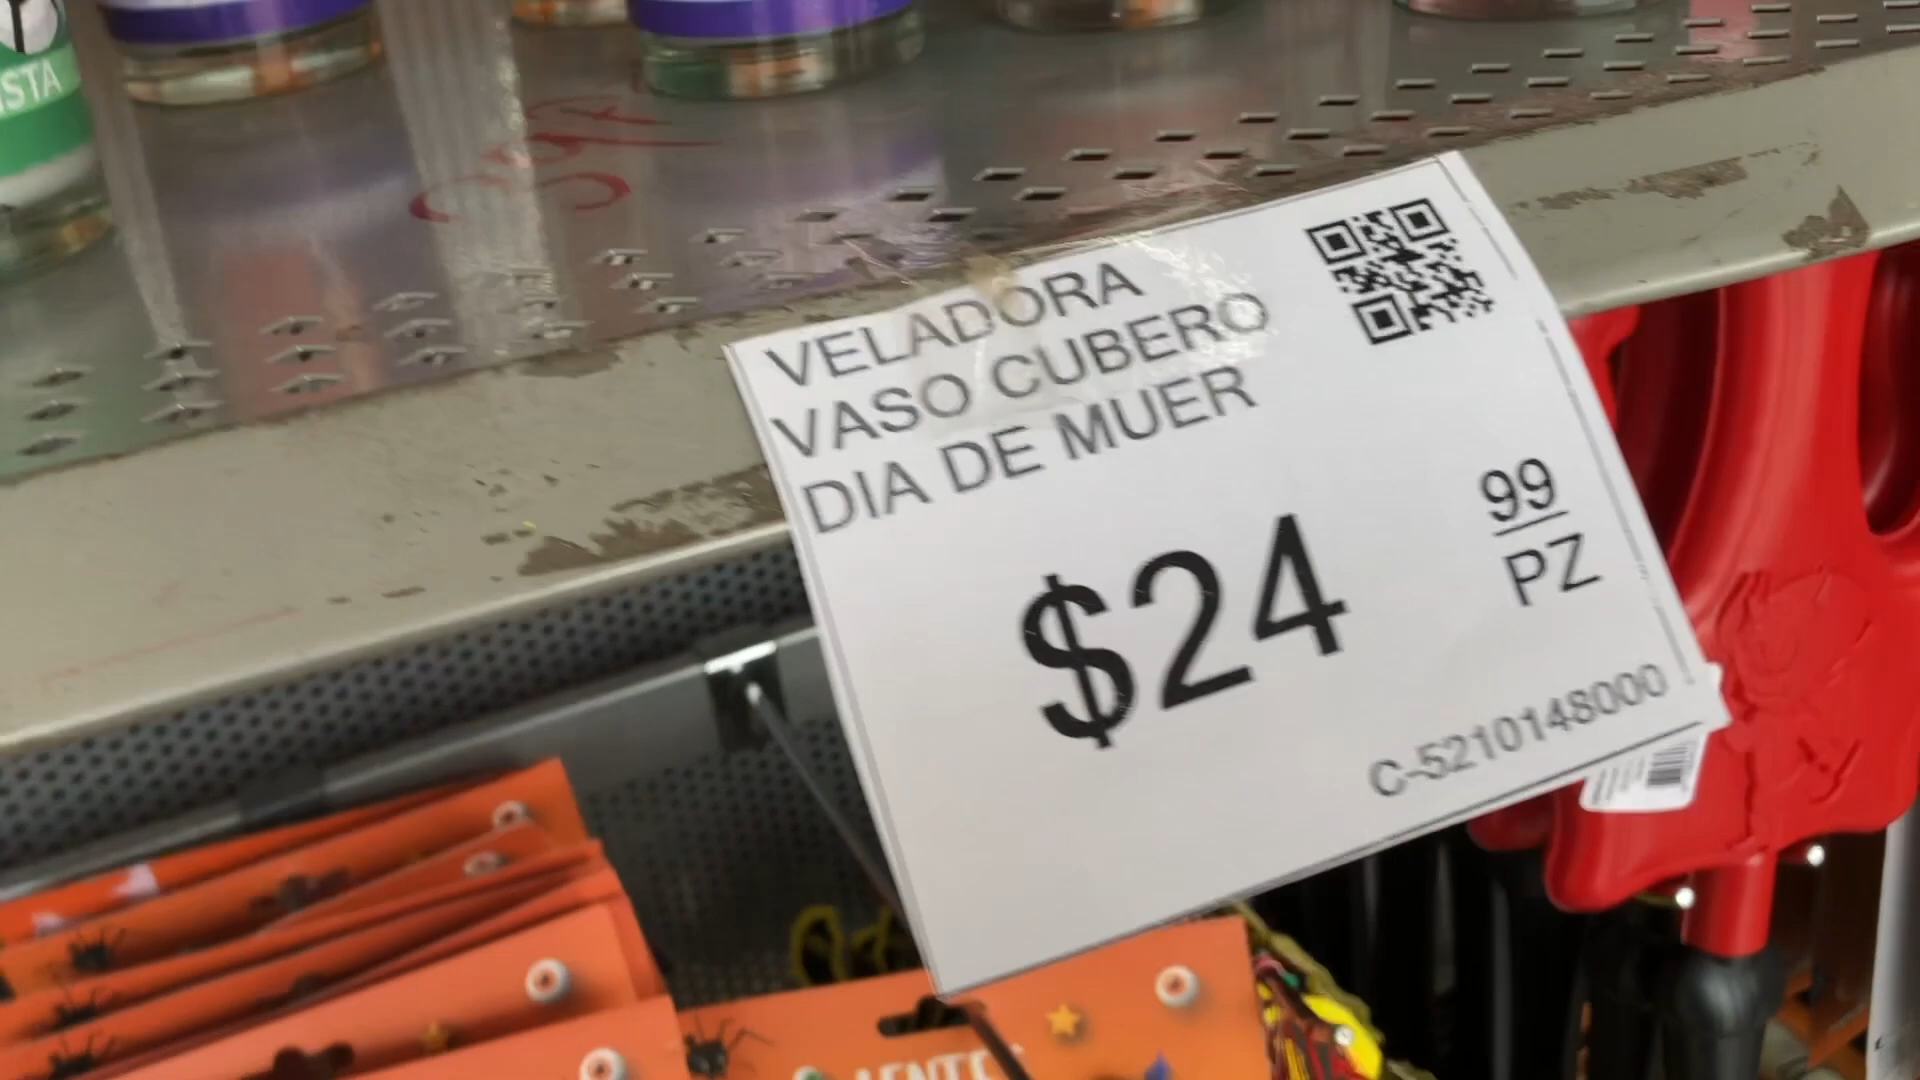 VELADORA
VASO CUBERO
DIA DE MUER
$24
99
PZ
C-5210148000